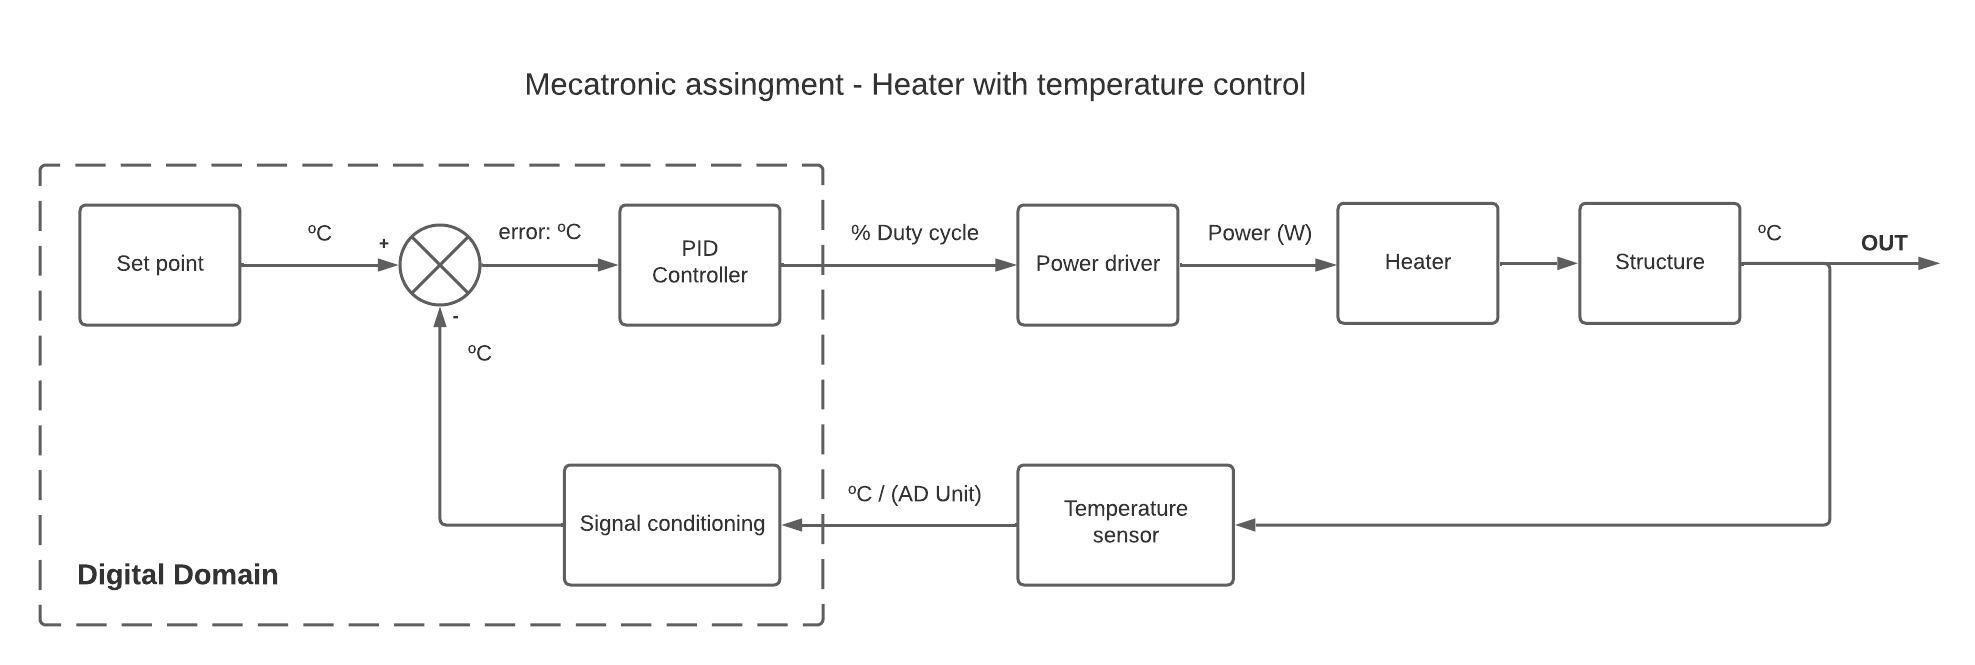 Mecatronic assingment - Heater with temperature control
Set point
ºC
+
-
ºC
error: ºC
PID
Controller
% Duty cycle
Power driver
Power (W)
Heater
Structure
ºC
OUT
Signal conditioning
ºC / (AD Unit)
Temperature
sensor
Digital Domain